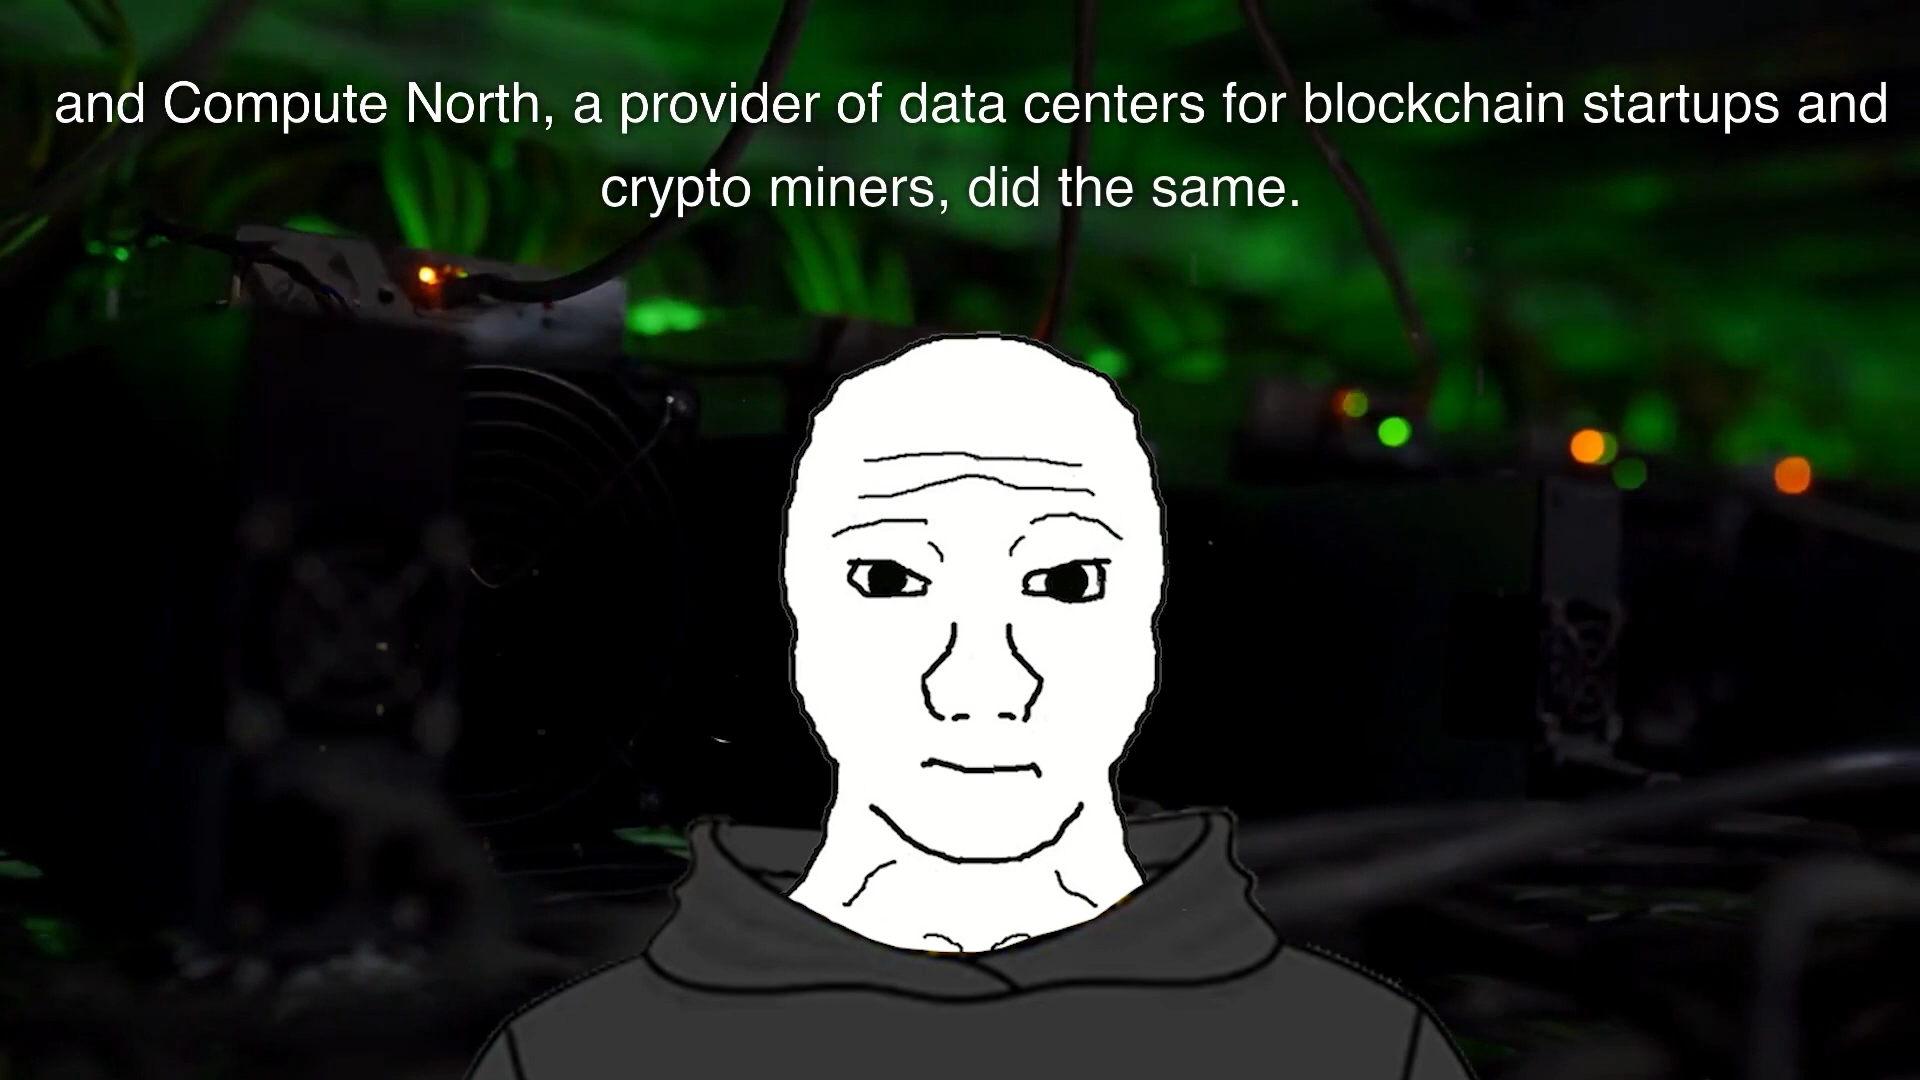 and Compute North, a provider of data centers for blockchain startups and
crypto miners, did the same.